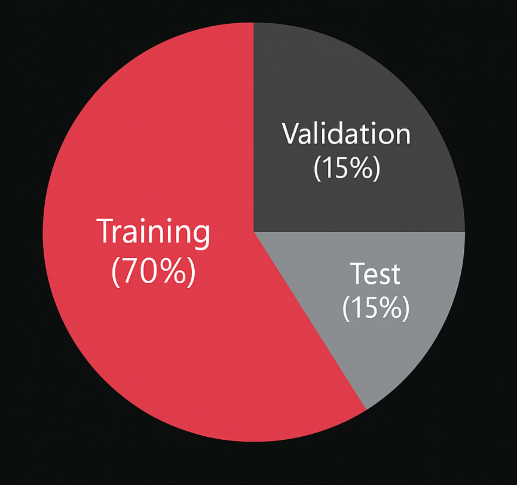 Validation
(15%)
Training
(70%)
Test
(15%)